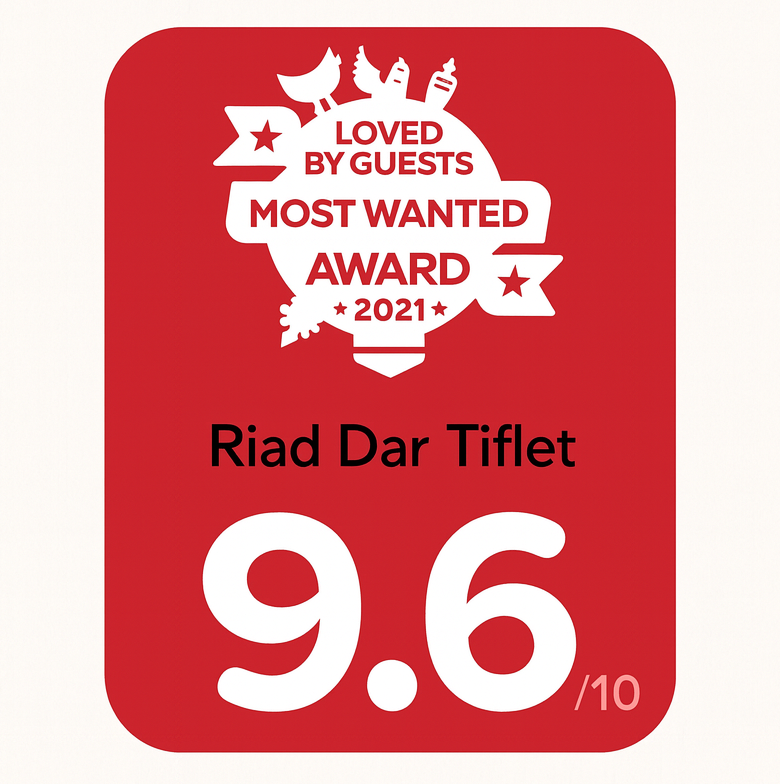 LOVED
BY GUESTS
MOST WANTED
AWARD
2021
Riad Dar Tiflet
9.6/10